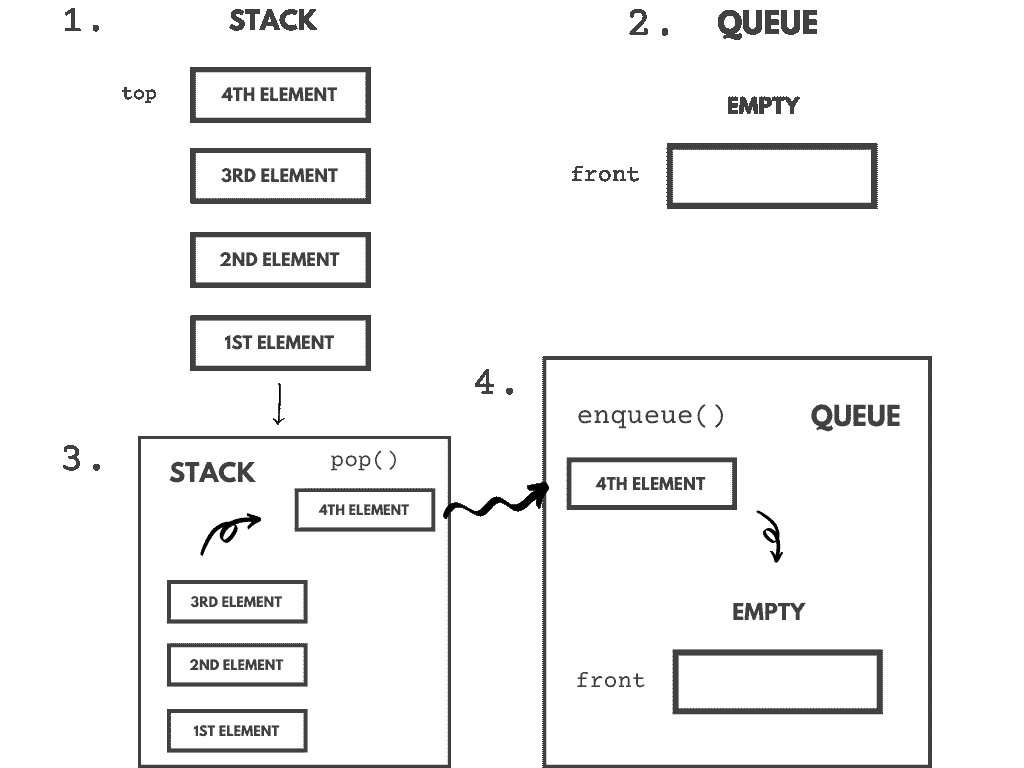 1. STACK
top 4TH ELEMENT
3RD ELEMENT
2ND ELEMENT
1ST ELEMENT
2. QUEUE
EMPTY
front
3. STACK pop()
4TH ELEMENT
3RD ELEMENT
2ND ELEMENT
1ST ELEMENT
4. enqueue() QUEUE
4TH ELEMENT
EMPTY
front